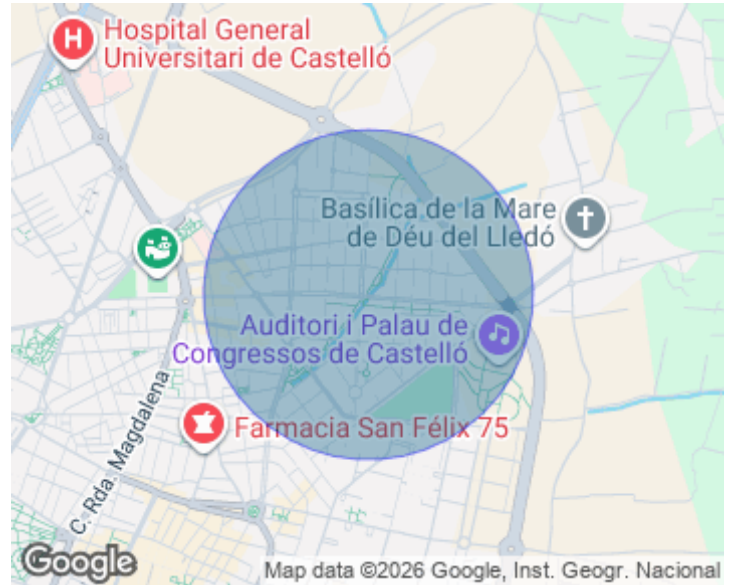 Hospital General
Universitari de Castelló
Basílica de la Mare
de Déu del Lledó
Auditori i Palau de
Congressos de Castelló
Farmacia San Félix 75
C. Rda. Magdalena
Google
Map data ©2026 Google, Inst. Geogr. Nacional